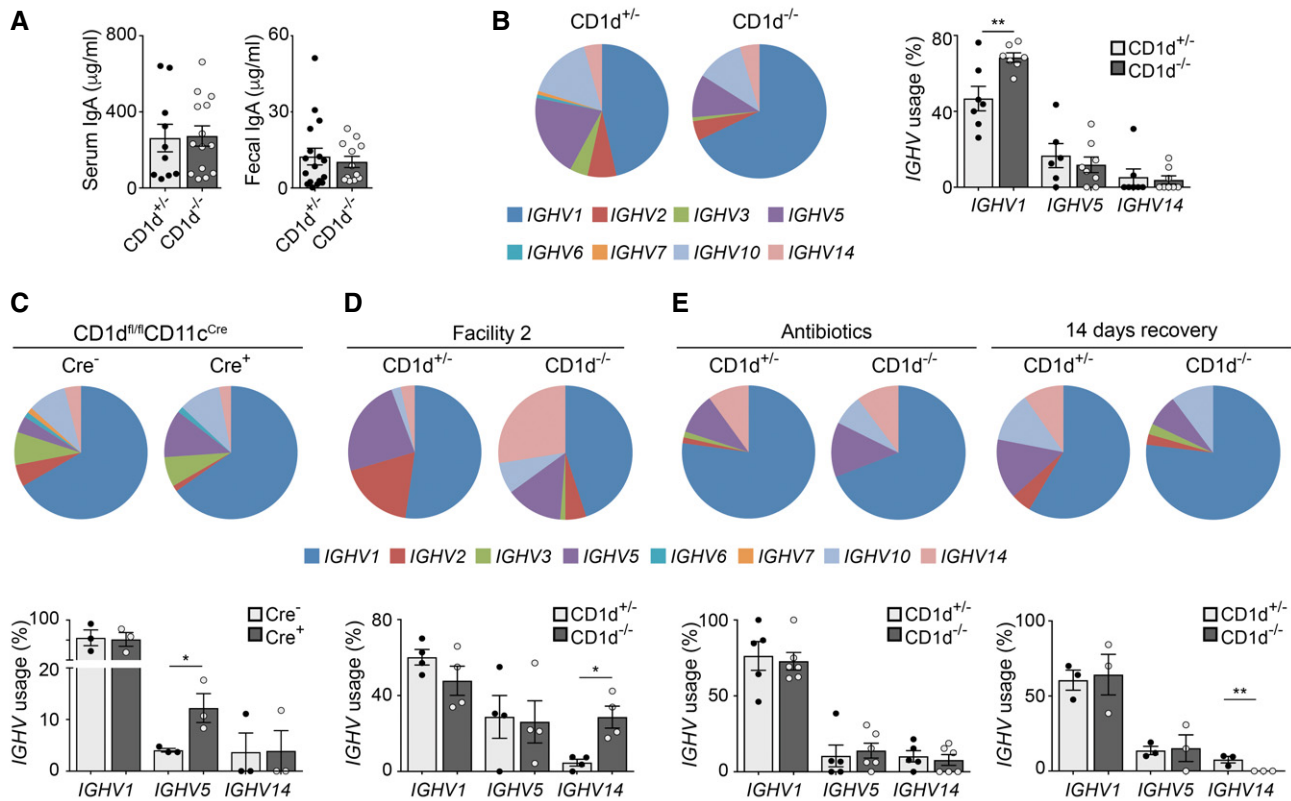 A
800
400
0
Serum IgA (µg/ml)
CD1d+/-
CD1d-/-
60
30
0
Fecal IgA (µg/ml)
CD1d+/-
CD1d-/-
B
CD1d+/-
CD1d-/-
IGHV1
IGHV2
IGHV3
IGHV5
IGHV6
IGHV7
IGHV10
IGHV14
80
40
0
IGHV usage (%)
**
CD1d+/-
CD1d-/-
IGHV1
IGHV5
IGHV14
C
CD1dfl/flCD11cCre
Cre-
Cre+
D
Facility 2
CD1d+/-
CD1d-/-
E
Antibiotics
CD1d+/-
CD1d-/-
14 days recovery
CD1d+/-
CD1d-/-
IGHV1
IGHV2
IGHV3
IGHV5
IGHV6
IGHV7
IGHV10
IGHV14
100
20
10
0
IGHV usage (%)
*
Cre-
Cre+
IGHV1
IGHV5
IGHV14
80
40
0
IGHV usage (%)
*
CD1d+/-
CD1d-/-
IGHV1
IGHV5
IGHV14
100
50
0
IGHV usage (%)
CD1d+/-
CD1d-/-
IGHV1
IGHV5
IGHV14
100
50
0
IGHV usage (%)
**
CD1d+/-
CD1d-/-
IGHV1
IGHV5
IGHV14